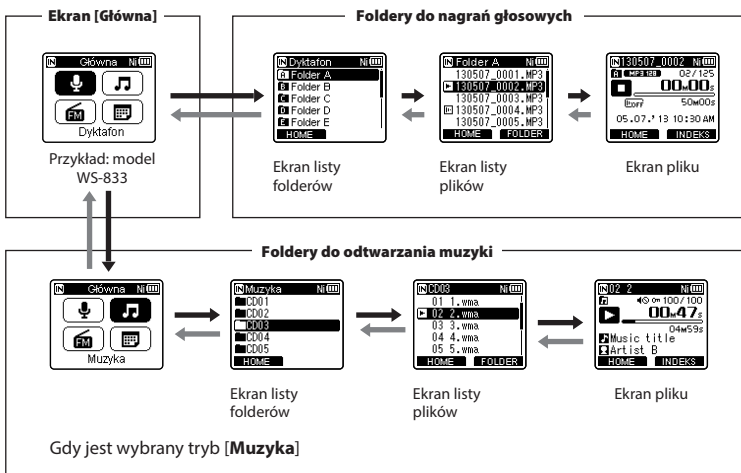 Ekran [Główna]
Główna Ni
Dyktafon
Przykład: model
WS-833
Foldery do nagrań głosowych
Dyktafon Ni
A Folder A
B Folder B
C Folder C
D Folder D
E Folder E
HOME
Ekran listy
folderów
Folder A Ni
130507_0001.MP3
130507_0002.MP3
130507_0003.MP3
130507_0004.MP3
130507_0005.MP3
HOME FOLDER
Ekran listy
plików
130507_0002 Ni
A MP3 128 02/125
00M00s
OFF 50M00s
05.07.'13 10:30AM
HOME INDEKS
Ekran pliku
Foldery do odtwarzania muzyki
Główna Ni
FM
Muzyka
Gdy jest wybrany tryb [Muzyka]
Muzyka Ni
CD01
CD02
CD03
CD04
CD05
HOME
Ekran listy
folderów
CD03 Ni
01 1.wma
02 2.wma
03 3.wma
04 4.wma
05 5.wma
HOME FOLDER
Ekran listy
plików
02 2 Ni
100/100
00M47s
04M59s
Music title
Artist B
HOME INDEKS
Ekran pliku